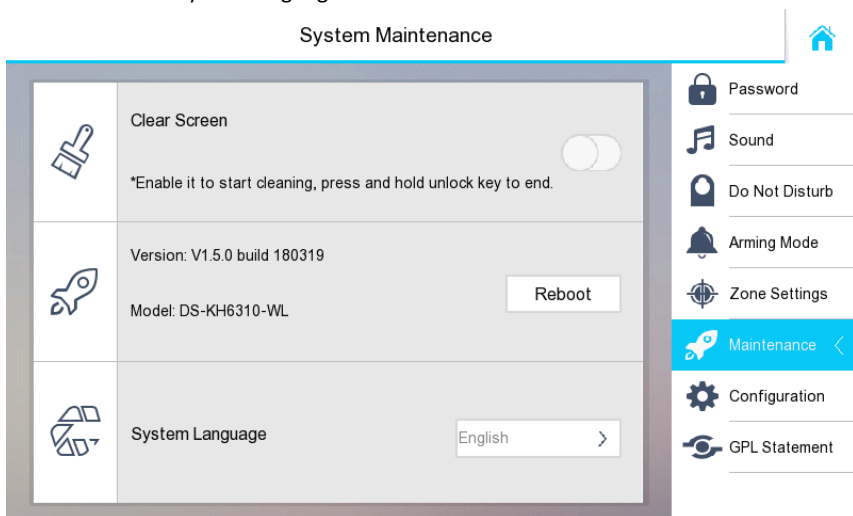 System Maintenance
Clear Screen
*Enable it to start cleaning, press and hold unlock key to end.
Version: V1.5.0 build 180319
Reboot
Model: DS-KH6310-WL
System Language
English
Password
Sound
Do Not Disturb
Arming Mode
Zone Settings
Maintenance
Configuration
GPL Statement